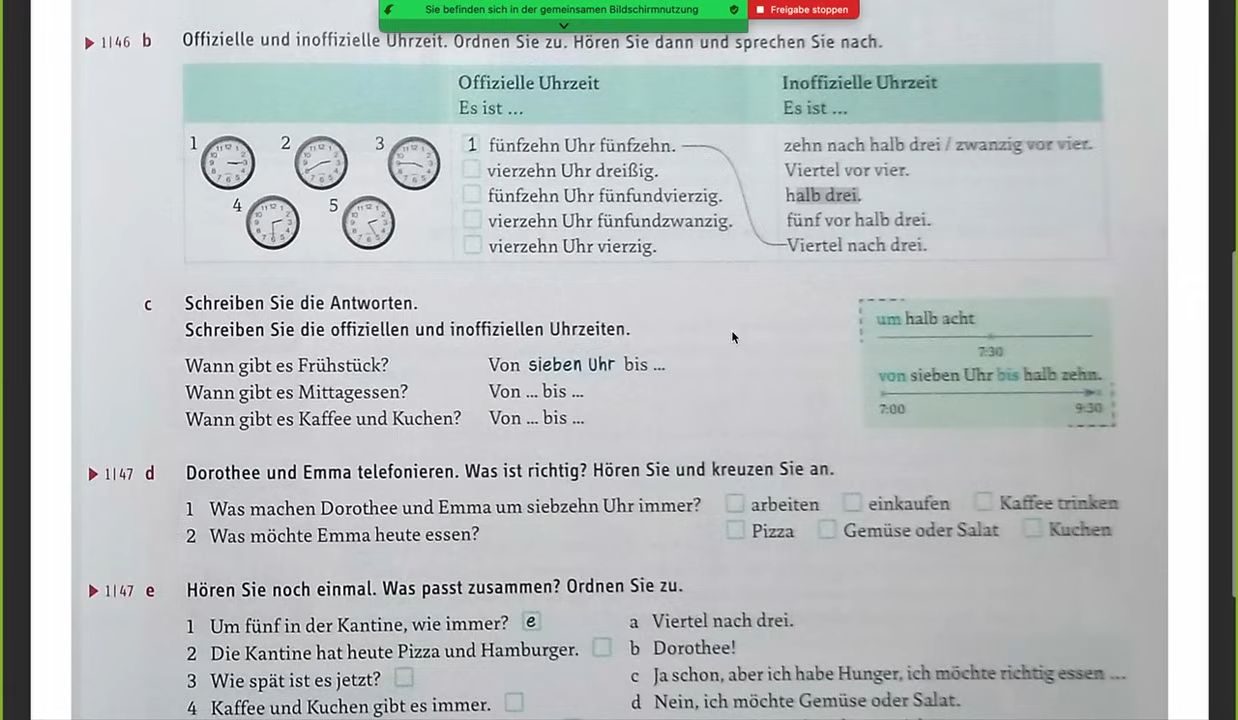 Sie befinden sich in der gemeinsamen Bildschirmnutzung
Freigabe stoppen
1|46 b Offizielle und inoffizielle Uhrzeit. Ordnen Sie zu. Hören Sie dann und sprechen Sie nach.
Offizielle Uhrzeit Inoffizielle Uhrzeit
Es ist ... Es ist ...
1 2 3
1 fünfzehn Uhr fünfzehn. zehn nach halb drei / zwanzig vor vier.
vierzehn Uhr dreißig. Viertel vor vier.
fünfzehn Uhr fünfundvierzig. halb drei.
4 5
vierzehn Uhr fünfundzwanzig. fünf vor halb drei.
vierzehn Uhr vierzig. Viertel nach drei.
c Schreiben Sie die Antworten.
Schreiben Sie die offiziellen und inoffiziellen Uhrzeiten.
um halb acht
7:30
von sieben Uhr bis halb zehn.
7:00 9:30
Wann gibt es Frühstück? Von sieben Uhr bis ...
Wann gibt es Mittagessen? Von ... bis ...
Wann gibt es Kaffee und Kuchen? Von ... bis ...
1|47 d Dorothee und Emma telefonieren. Was ist richtig? Hören Sie und kreuzen Sie an.
1 Was machen Dorothee und Emma um siebzehn Uhr immer? arbeiten einkaufen Kaffee trinken
2 Was möchte Emma heute essen? Pizza Gemüse oder Salat Kuchen
1|47 e Hören Sie noch einmal. Was passt zusammen? Ordnen Sie zu.
1 Um fünf in der Kantine, wie immer? e a Viertel nach drei.
2 Die Kantine hat heute Pizza und Hamburger. b Dorothee!
3 Wie spät ist es jetzt? c Ja schon, aber ich habe Hunger, ich möchte richtig essen ...
4 Kaffee und Kuchen gibt es immer. d Nein, ich möchte Gemüse oder Salat.